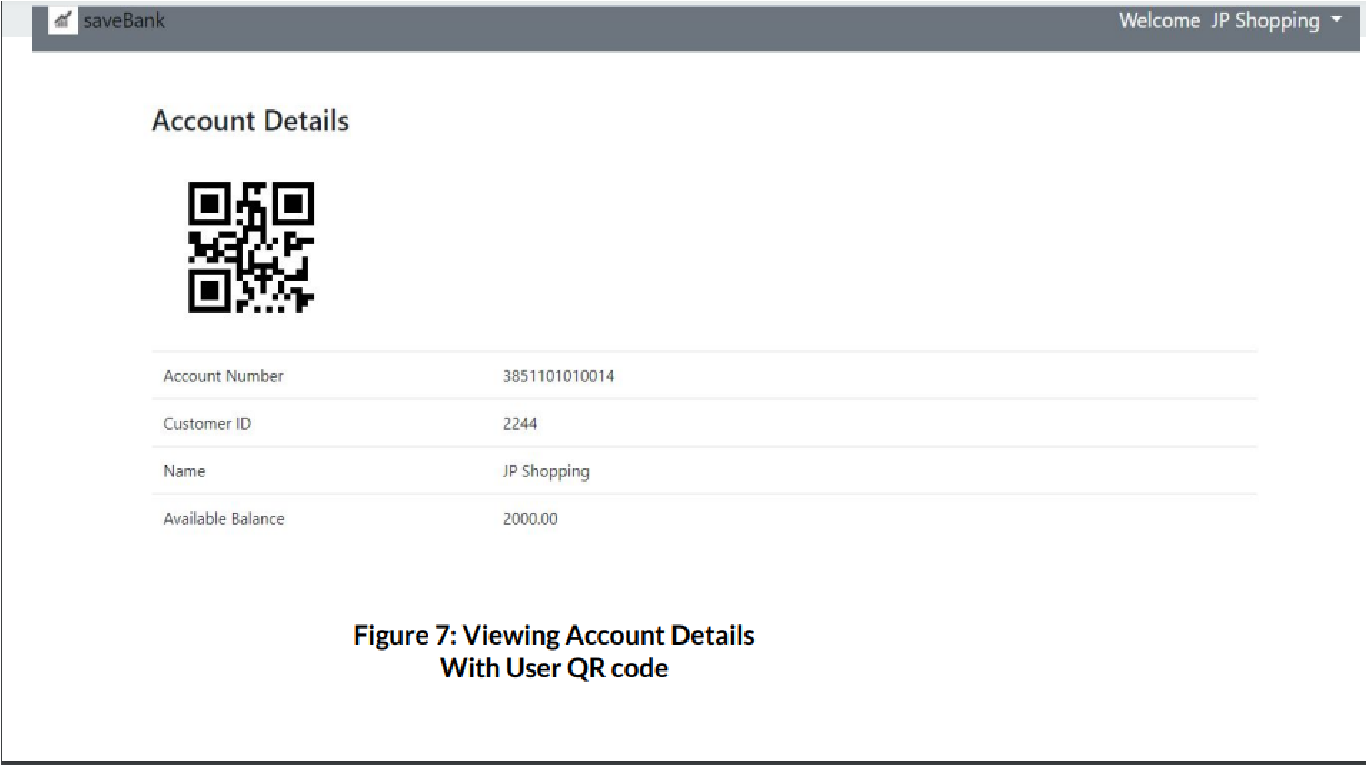 saveBank
Welcome JP Shopping
Account Details
Account Number 3851101010014
Customer ID 2244
Name JP Shopping
Available Balance 2000.00
Figure 7: Viewing Account Details
With User QR code